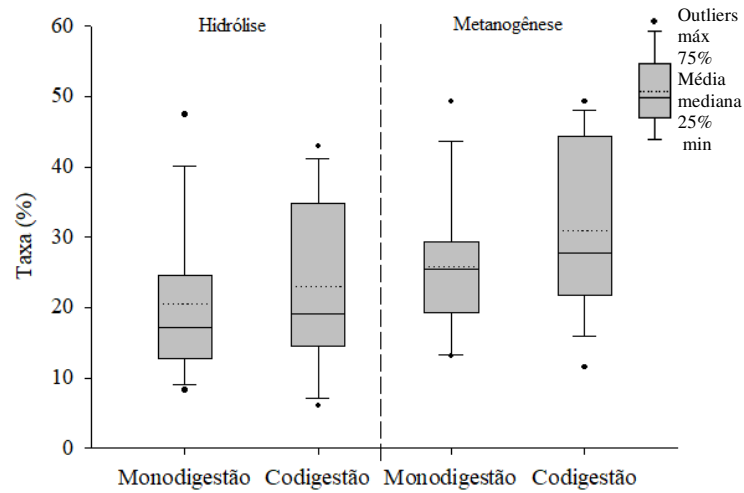 Hidrólise
Metanogênese
Outliers
máx
75%
Média
mediana
25%
min
Taxa (%)
60
50
40
30
20
10
0
Monodigestão
Codigestão
Monodigestão
Codigestão